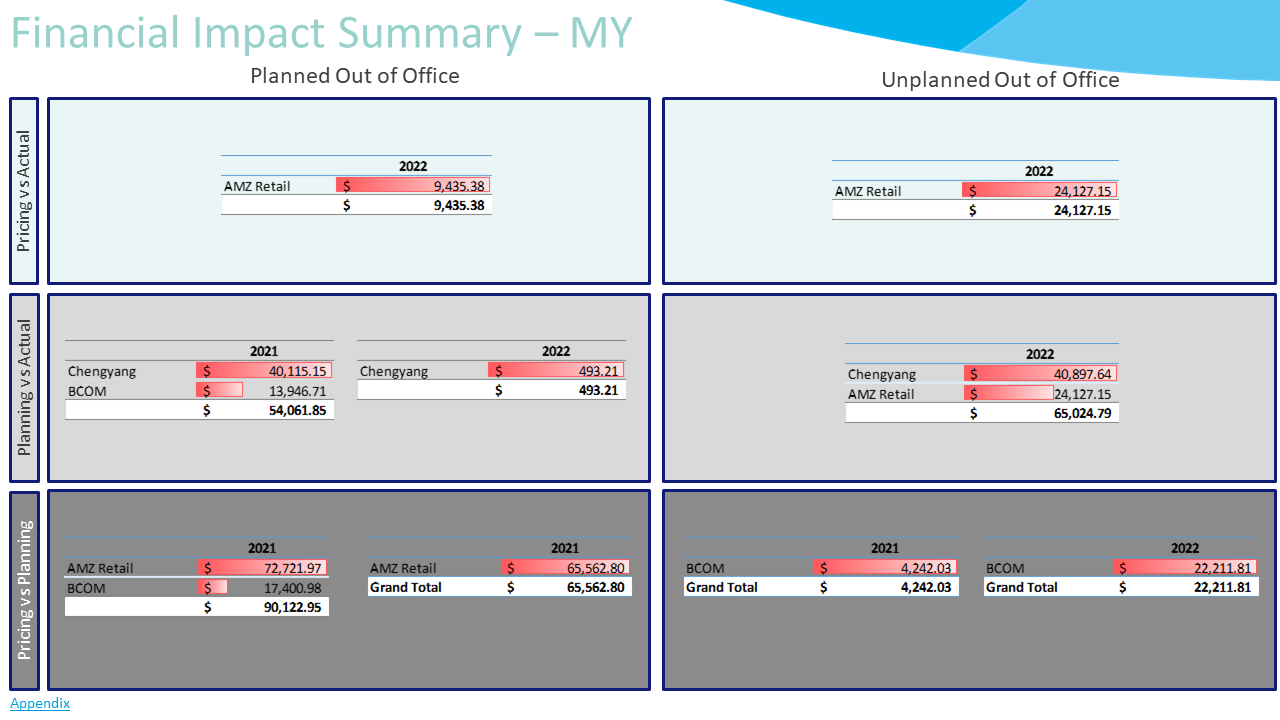 Financial Impact Summary – MY
Planned Out of Office
Unplanned Out of Office
Pricing vs Actual
2022
AMZ Retail $ 9,435.38
$ 9,435.38
2022
AMZ Retail $ 24,127.15
$ 24,127.15
Planning vs Actual
2021
Chengyang $ 40,115.15
BCOM $ 13,946.71
$ 54,061.85
2022
Chengyang $ 493.21
$ 493.21
2022
Chengyang $ 40,897.64
AMZ Retail $ 24,127.15
$ 65,024.79
Pricing vs Planning
2021
AMZ Retail $ 72,721.97
BCOM $ 17,400.98
$ 90,122.95
2021
AMZ Retail $ 65,562.80
Grand Total $ 65,562.80
2021
BCOM $ 4,242.03
Grand Total $ 4,242.03
2022
BCOM $ 22,211.81
Grand Total $ 22,211.81
Appendix